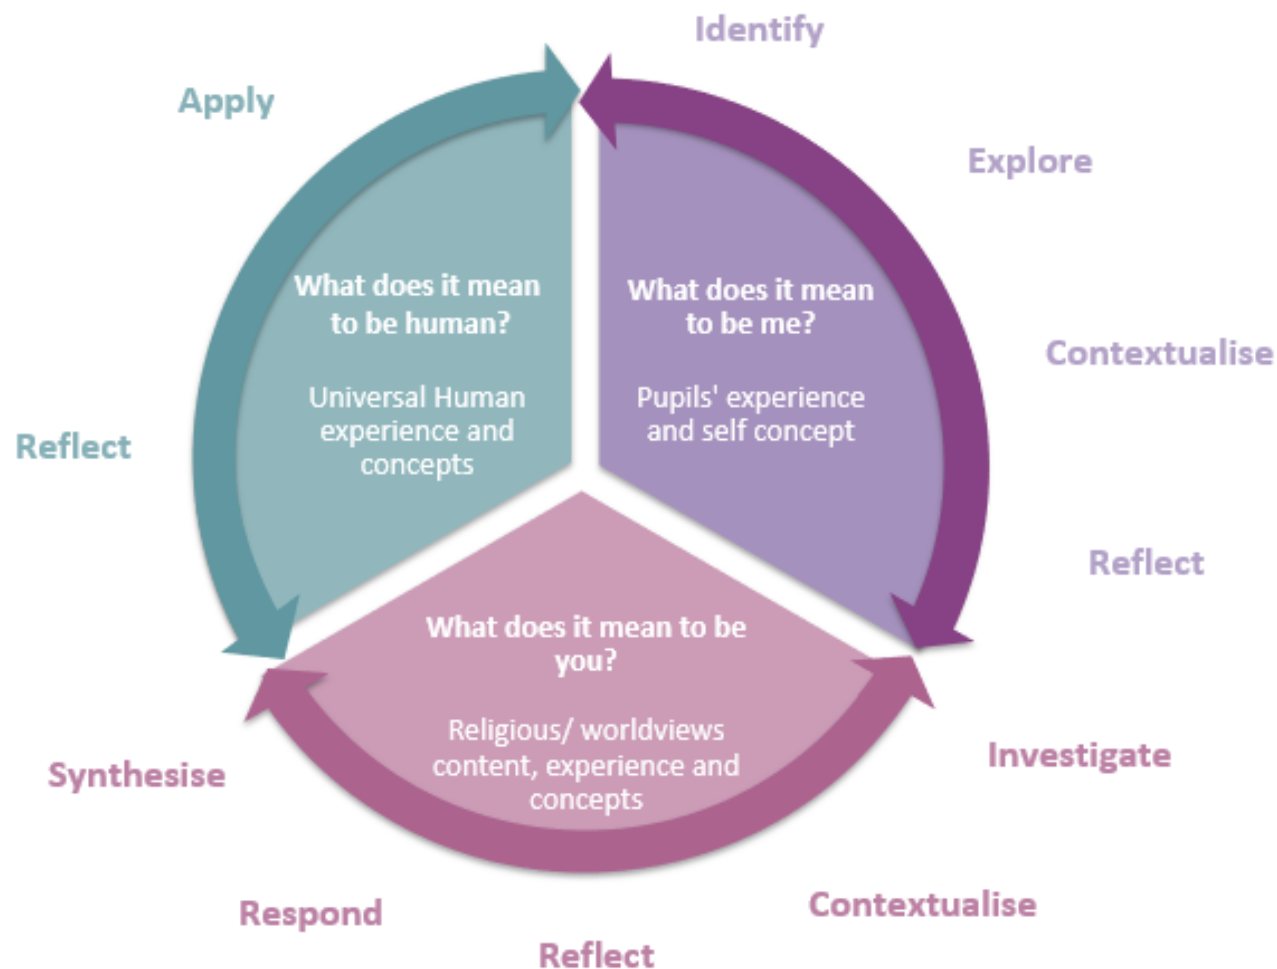 Identify
Apply
Explore
What does it mean
to be human?
Universal Human
experience and
concepts
What does it mean
to be me?
Pupils' experience
and self concept
Contextualise
Reflect
Reflect
What does it mean to be
you?
Religious/ worldviews
content, experience and
concepts
Investigate
Synthesise
Contextualise
Respond
Reflect